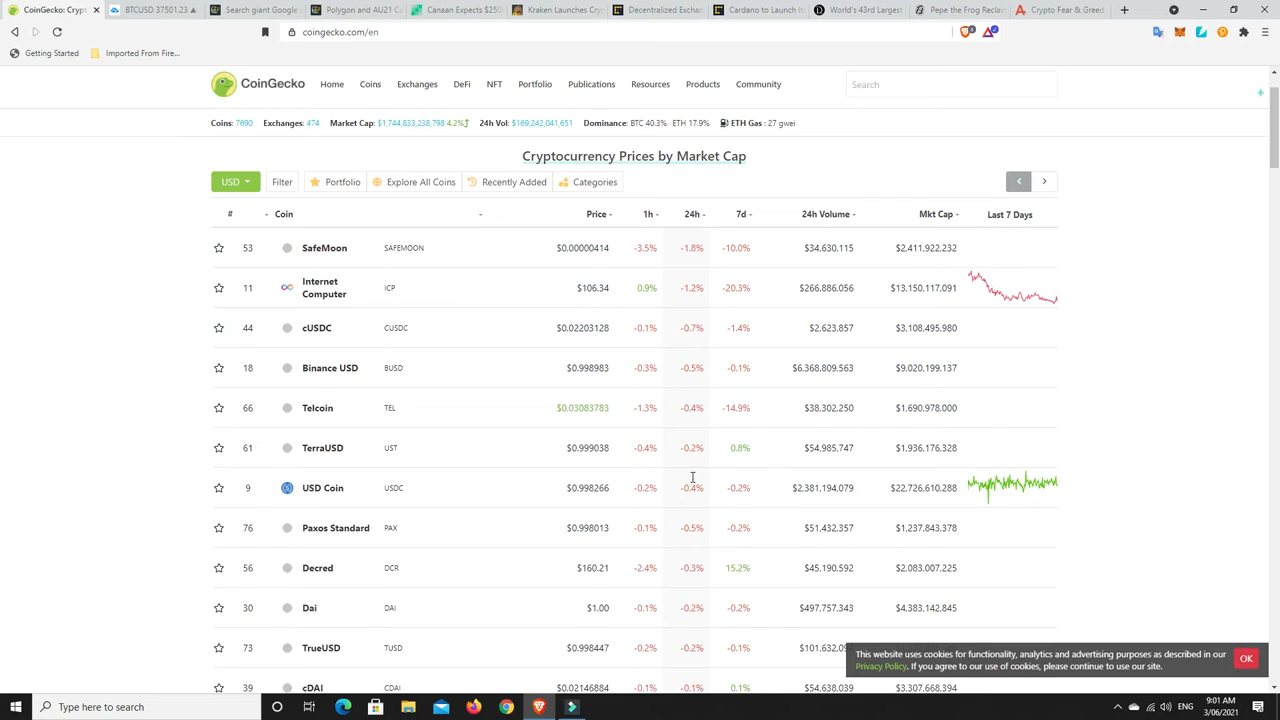 CoinGecko: Crypt
BTCUSD 37501.23
Search giant Google
Polygon and AU21 C
Canaan Expects $250
Kraken Launches Cry
Decentralized Exchan
Cardano to Launch It
World's 43rd Largest
Pepe the Frog Reclaim
Crypto Fear & Greed
coingecko.com/en
Getting Started Imported From Fire...
CoinGecko Home Coins Exchanges DeFi NFT Portfolio Publications Resources Products Community Search
Coins: 7690 Exchanges: 474 Market Cap: $1,744,833,238,798 4.2% 24h Vol: $169,242,041,651 Dominance: BTC 40.3% ETH 17.9% ETH Gas: 27 gwei
Cryptocurrency Prices by Market Cap
USD Filter Portfolio Explore All Coins Recently Added Categories
# Coin Price 1h 24h 7d 24h Volume Mkt Cap Last 7 Days
53 SafeMoon SAFEMOON $0.00000414 -3.5% -1.8% -10.0% $34,630,115 $2,411,922,232
11 Internet Computer ICP $106.34 0.9% -1.2% -20.3% $266,886,056 $13,150,117,091
44 cUSDC CUSDC $0.02203128 -0.1% -0.7% -1.4% $2,623,857 $3,108,495,980
18 Binance USD BUSD $0.998983 -0.3% -0.5% -0.1% $6,368,809,563 $9,020,199,137
66 Telcoin TEL $0.03083783 -1.3% -0.4% -14.9% $38,302,250 $1,690,978,000
61 TerraUSD UST $0.999038 -0.4% -0.2% 0.8% $54,985,747 $1,936,176,328
9 USD Coin USDC $0.998266 -0.2% -0.4% -0.2% $2,381,194,079 $22,726,610,288
76 Paxos Standard PAX $0.998013 -0.1% -0.5% -0.2% $51,432,357 $1,237,843,378
56 Decred DCR $160.21 -2.4% -0.3% 15.2% $45,190,592 $2,083,007,225
30 Dai DAI $1.00 -0.1% -0.2% -0.2% $497,757,343 $4,383,142,845
73 TrueUSD TUSD $0.998447 -0.2% -0.2% -0.1%
39 cDAI CDAI $0.02146884 -0.1% -0.1% 0.1% $54,638,039 $3,307,668,394
This website uses cookies for functionality, analytics and advertising purposes as described in our
Privacy Policy. If you agree to our use of cookies, please continue to use our site.
OK
Type here to search
ENG
9:01 AM
3/06/2021